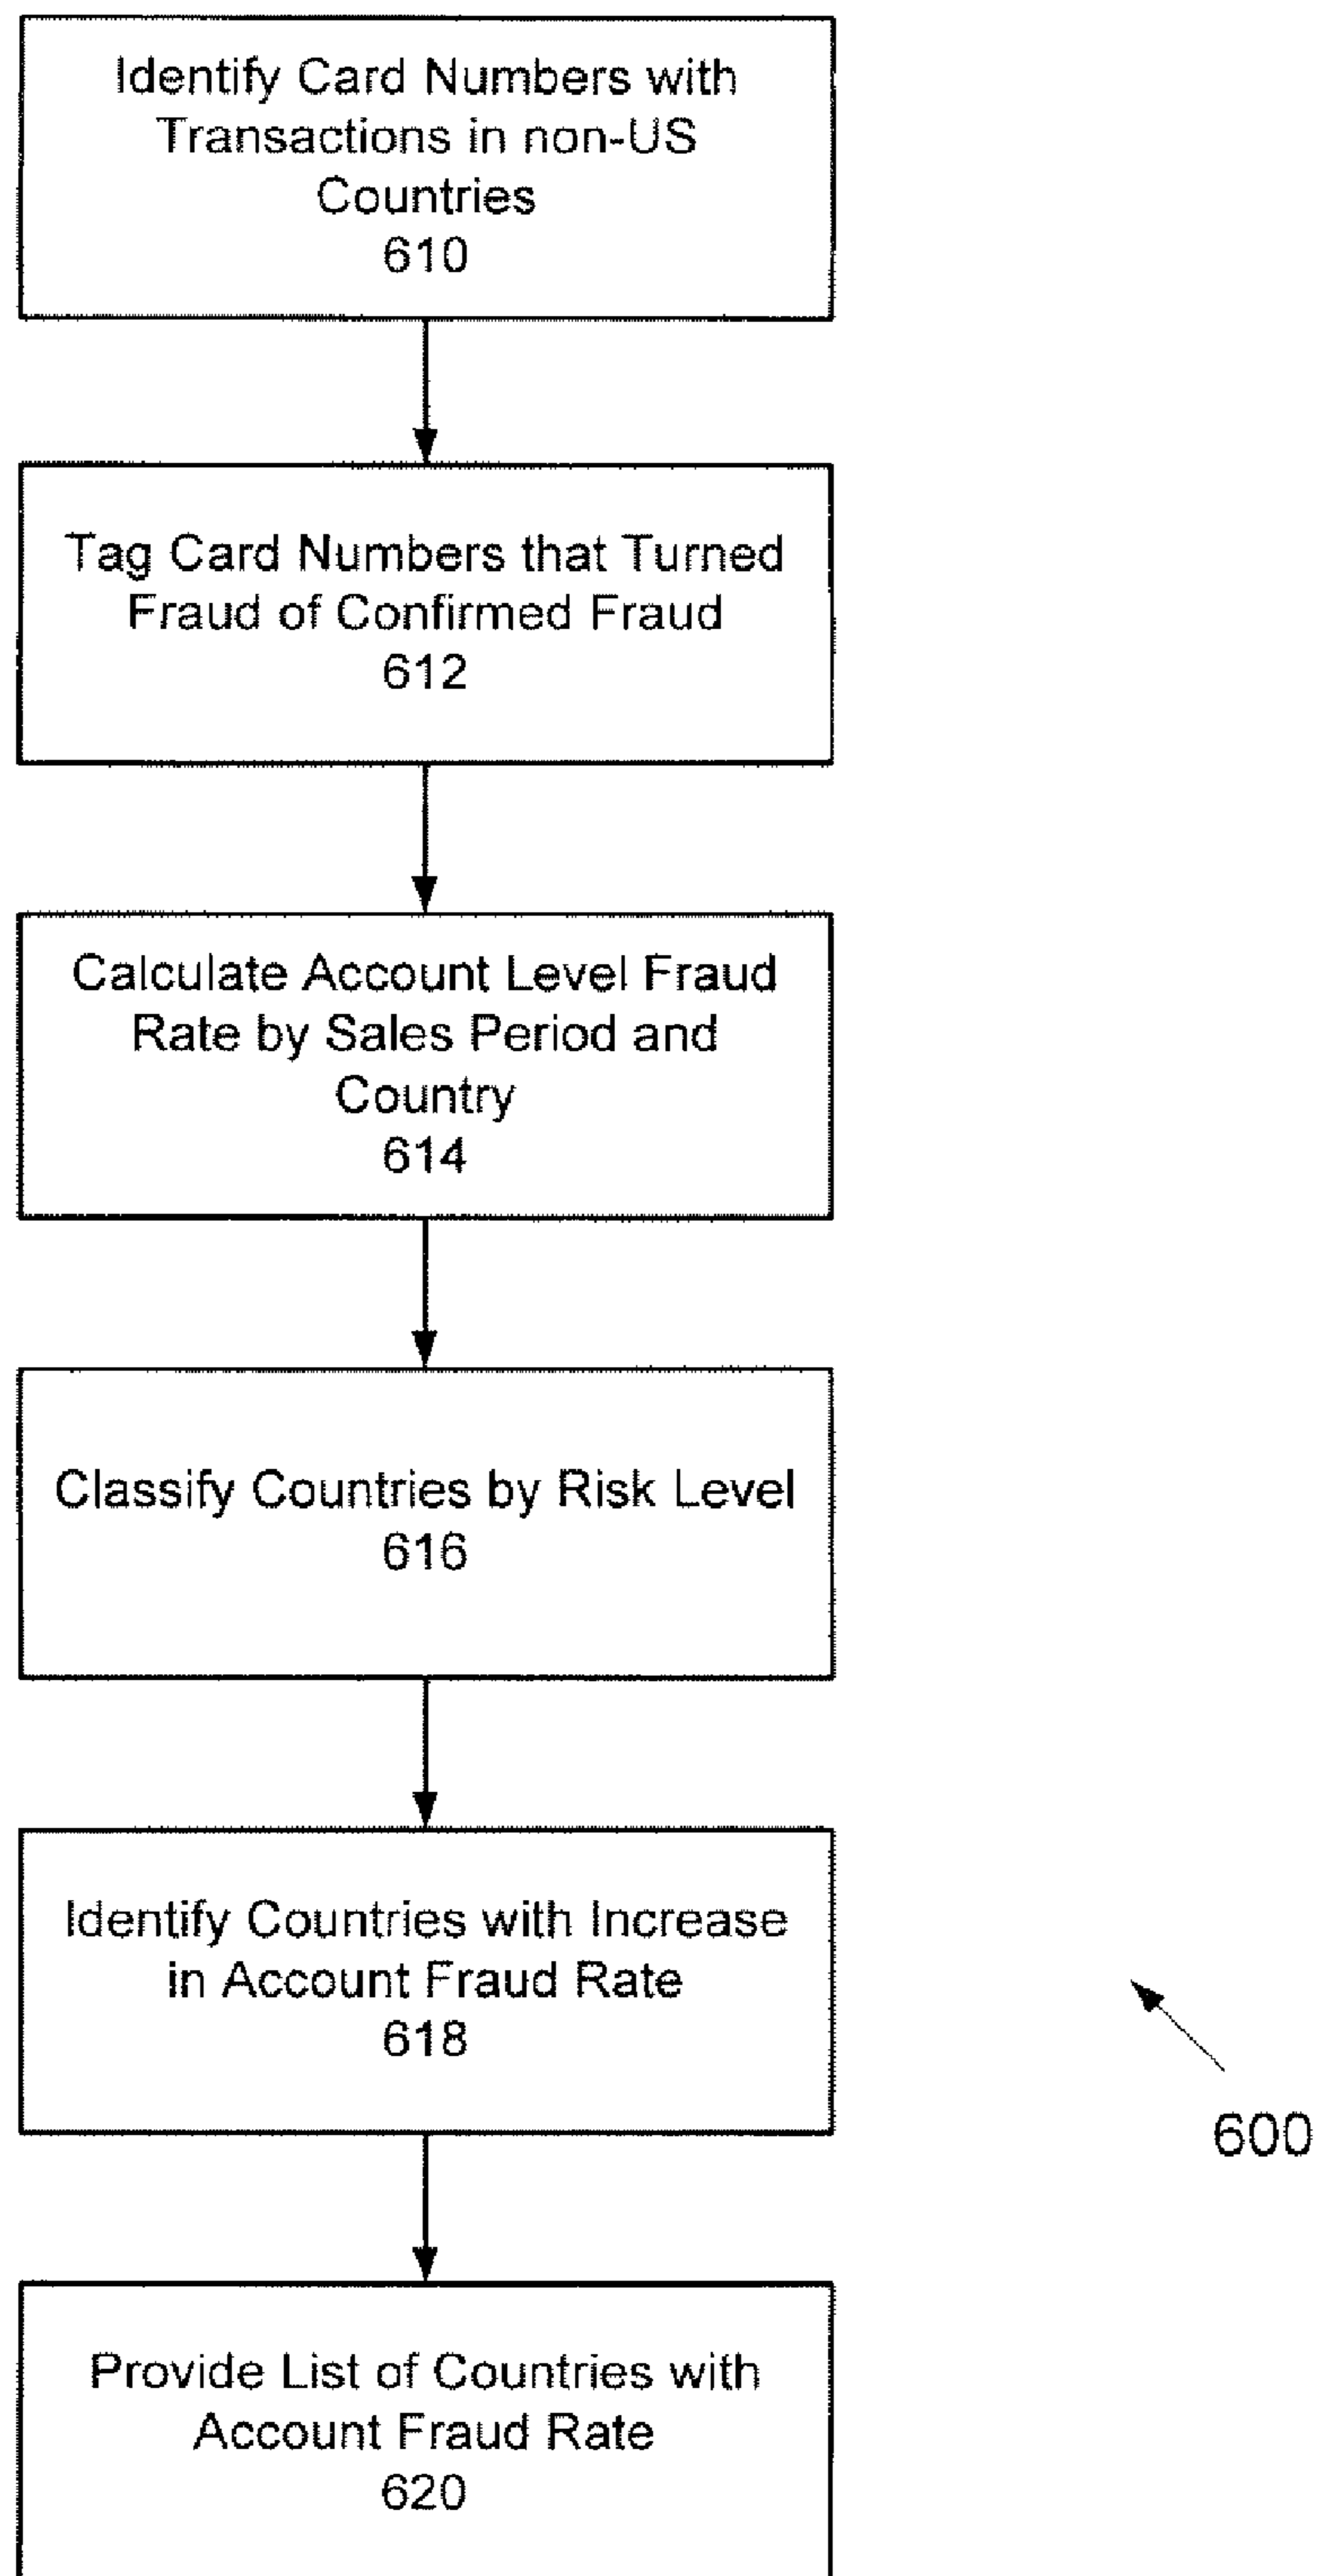 Identify Card Numbers with
Transactions in non-US
Countries
610
Tag Card Numbers that Turned
Fraud of Confirmed Fraud
612
Calculate Account Level Fraud
Rate by Sales Period and
Country
614
Classify Countries by Risk Level
616
Identify Countries with Increase
in Account Fraud Rate
618
600
Provide List of Countries with
Account Fraud Rate
620